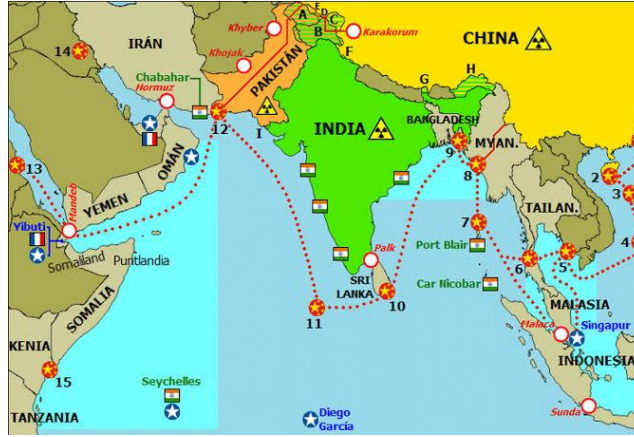 A
E
D
C
B
F
Khyber
Karakorum
CHINA
14
IRÁN
Khojak
PAKISTÁN
Chabahar
Hormuz
G
H
12
I
INDIA
BANGLADESH
MYAN.
9
8
2
3
13
OMÁN
YEMEN
Mandeb
TAILAN.
7
Port Blair
4
Yibuti
Somaliland
Puntlandia
Palk
6
5
SRI
LANKA
Car Nicobar
10
11
MALASIA
SOMALIA
Malaca
Singapur
KENIA
INDONESIA
15
Seychelles
TANZANIA
Diego
García
Sunda